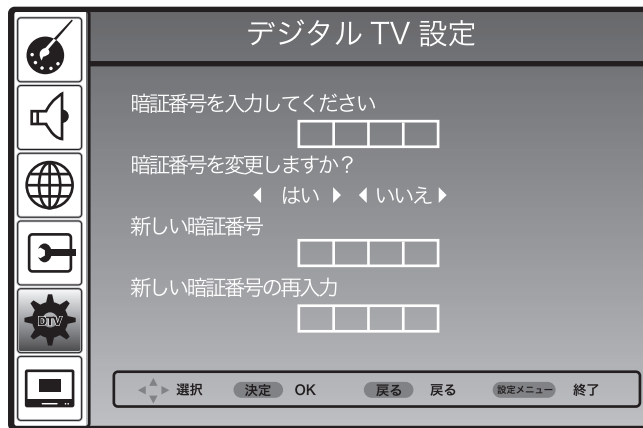 デジタル TV 設定
暗証番号を入力してください
暗証番号を変更しますか?
はい いいえ
新しい暗証番号
新しい暗証番号の再入力
DTV
選択 決定 OK 戻る 戻る 設定メニュー 終了